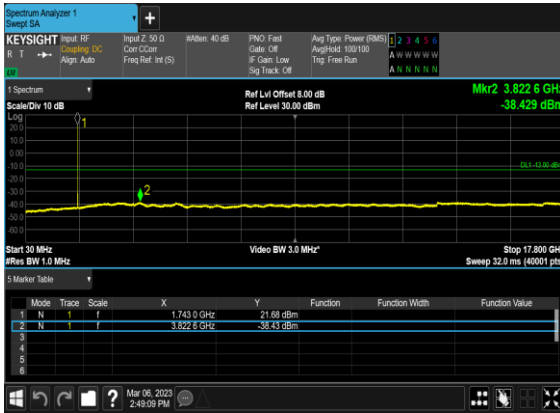 Spectrum Analyzer 1
Swept SA
+
KEYSIGHT Input: RF Input Z: 50 Ω #Atten: 40 dB PNO: Fast Avg Type: Power (RMS) 1 2 3 4 5 6
R T Coupling: DC Corr CCorr Gate: Off Avg|Hold: 100/100 A W W W W W
Align: Auto Freq Ref: Int (S) IF Gain: Low Trig: Free Run
Sig Track: Off A N N N N N
1 Spectrum Mkr2 3.822 6 GHz
Scale/Div 10 dB Ref Lvl Offset 8.00 dB -38.429 dBm
Ref Level 30.00 dBm
Log
1
20.0
10.0
0.00
-10.0
DL1 -13.00 dBm
-20.0
-30.0
2
-40.0
-50.0
-60.0
Start 30 MHz Video BW 3.0 MHz* Stop 17.800 GHz
#Res BW 1.0 MHz Sweep 32.0 ms (40001 pts)
5 Marker Table
Mode Trace Scale X Y Function Function Width Function Value
1 N 1 f 1.743 0 GHz 21.68 dBm
2 N 1 f 3.822 6 GHz -38.43 dBm
3
4
5
6
? Mar 06, 2023
2:49:09 PM